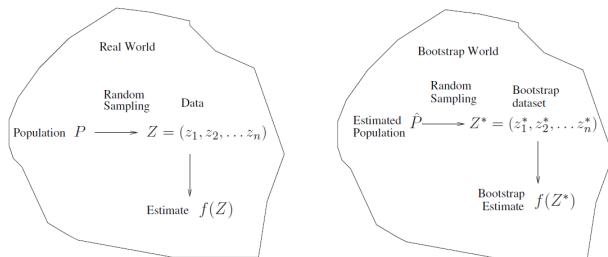 Real World
Random
Sampling
Data
Population P Z = (z₁, z₂, . . . zₙ)
Estimate f(Z)
Bootstrap World
Random
Sampling
Bootstrap
dataset
Estimated
Population
P̂ Z* = (z₁*, z₂*, . . . zₙ*)
Bootstrap
Estimate
f(Z*)